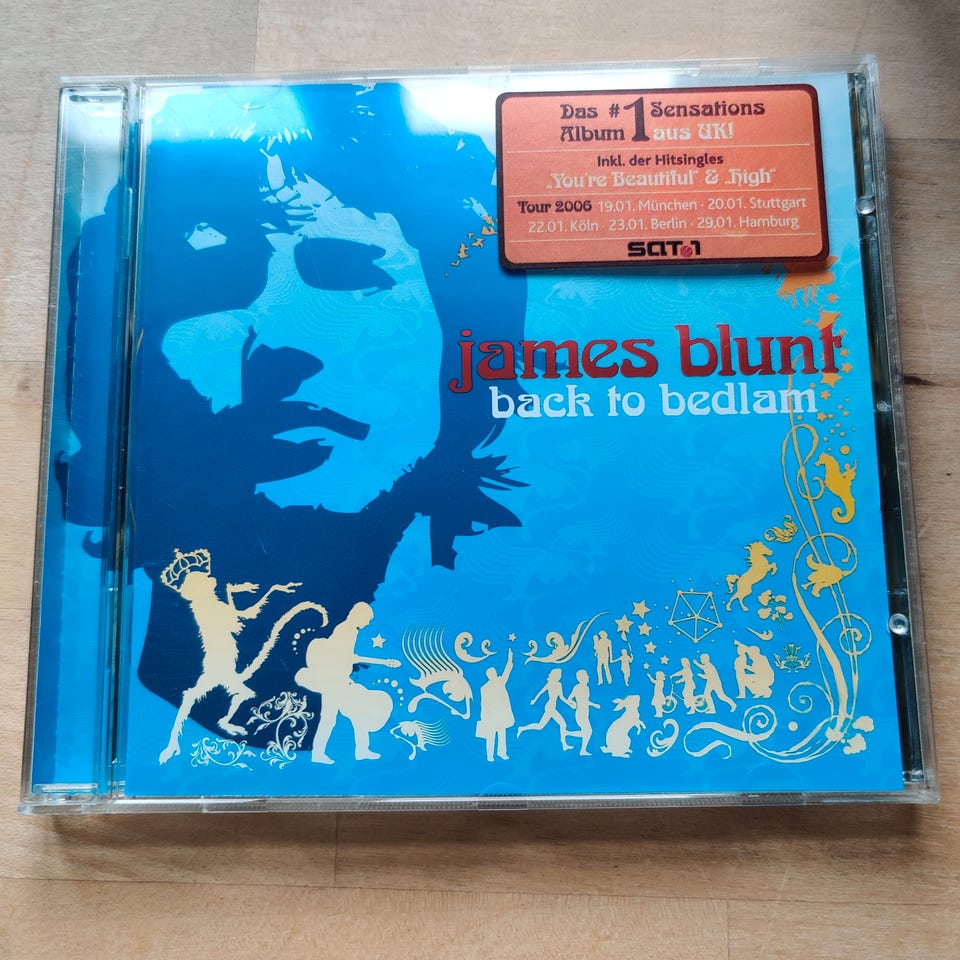 Das #1 Sensations
Album aus UK!
Inkl. der Hitsingles
„You're Beautiful“ & „High“
Tour 2006 19.01. München · 20.01. Stuttgart
22.01. Köln · 23.01. Berlin · 29.01. Hamburg
SAT.1
james blunt
back to bedlam